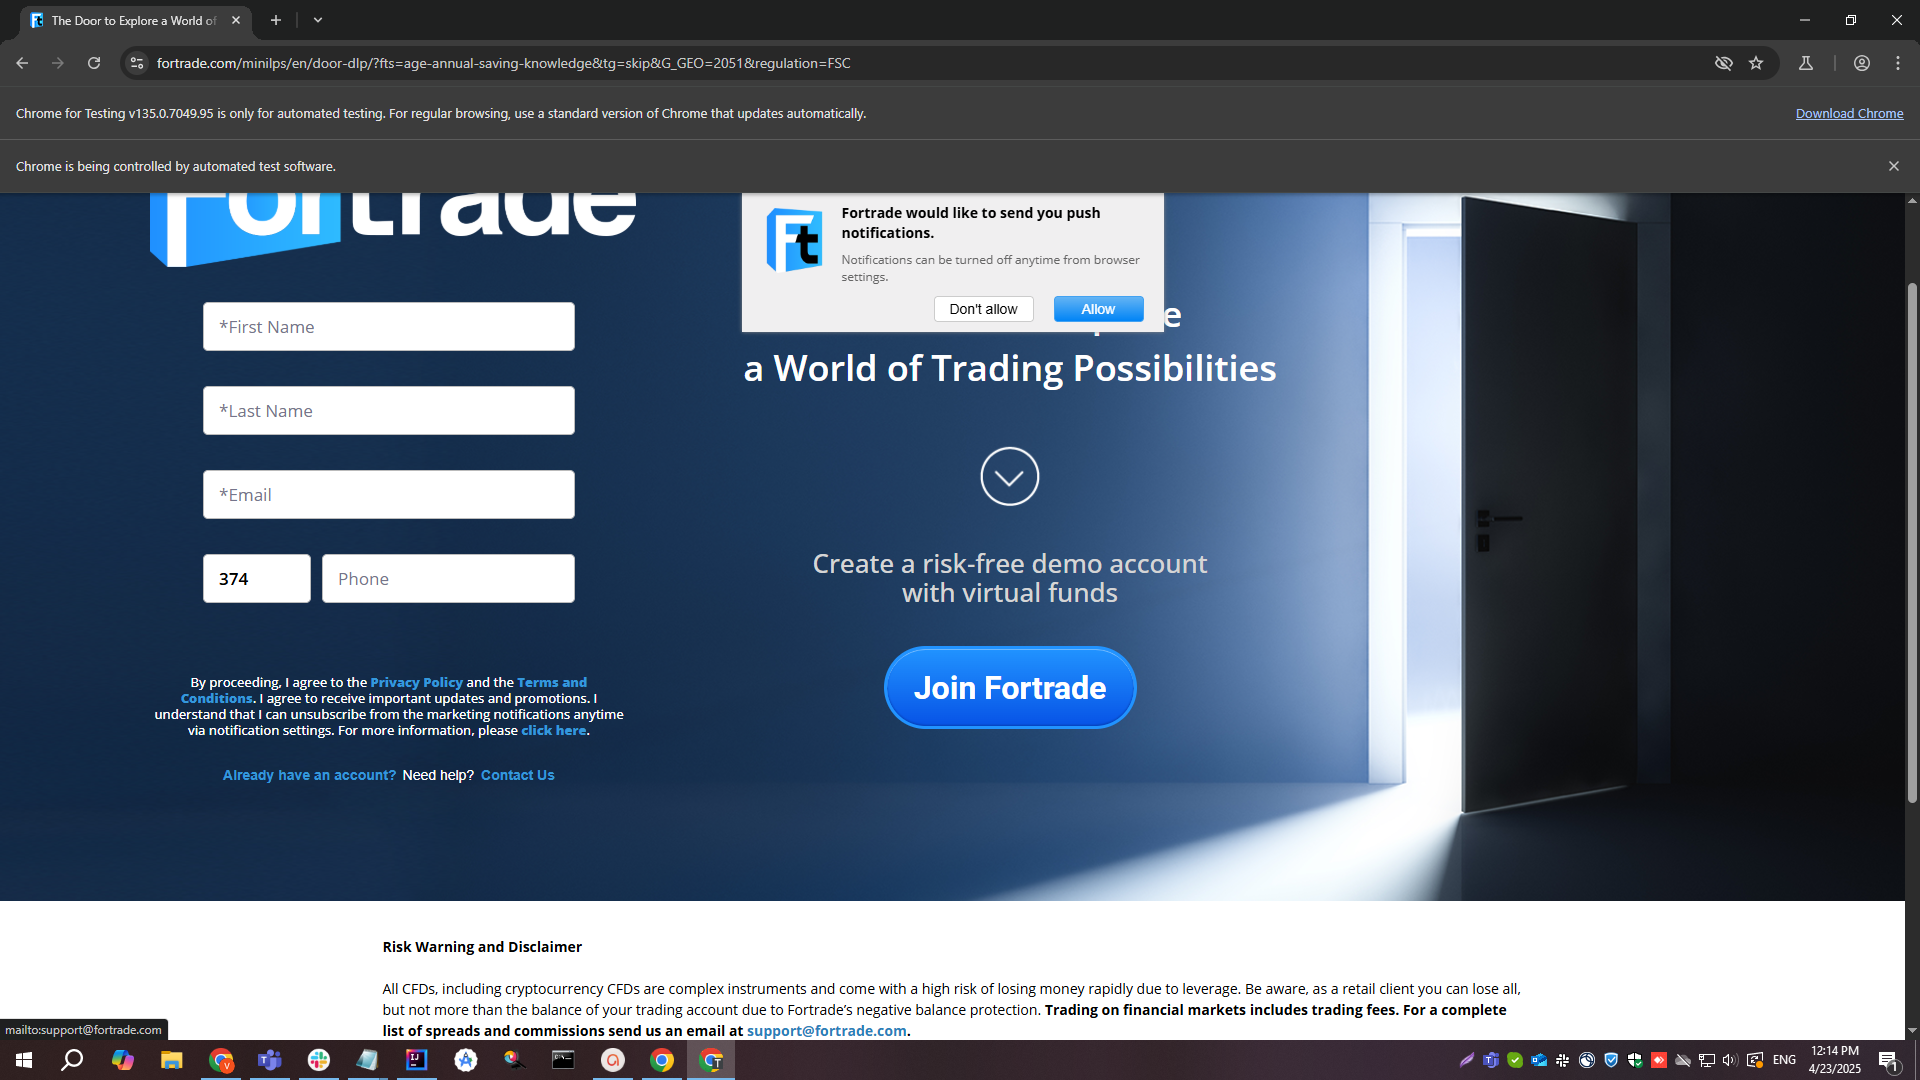 The Door to Explore a World of
fortrade.com/minilps/en/door-dlp/?fts=age-annual-saving-knowledge&tg=skip&G_GEO=2051&regulation=FSC
Chrome for Testing v135.0.7049.95 is only for automated testing. For regular browsing, use a standard version of Chrome that updates automatically.
Download Chrome
Chrome is being controlled by automated test software.
Fortrade
Ft
Fortrade would like to send you push
notifications.
Notifications can be turned off anytime from browser
settings.
Don't allow
Allow
*First Name
*Last Name
*Email
374
Phone
a World of Trading Possibilities
Create a risk-free demo account
with virtual funds
Join Fortrade
By proceeding, I agree to the Privacy Policy and the Terms and
Conditions. I agree to receive important updates and promotions. I
understand that I can unsubscribe from the marketing notifications anytime
via notification settings. For more information, please click here.
Already have an account? Need help? Contact Us
Risk Warning and Disclaimer
All CFDs, including cryptocurrency CFDs are complex instruments and come with a high risk of losing money rapidly due to leverage. Be aware, as a retail client you can lose all,
but not more than the balance of your trading account due to Fortrade’s negative balance protection. Trading on financial markets includes trading fees. For a complete
list of spreads and commissions send us an email at support@fortrade.com.
mailto:support@fortrade.com
ENG
12:14 PM
4/23/2025